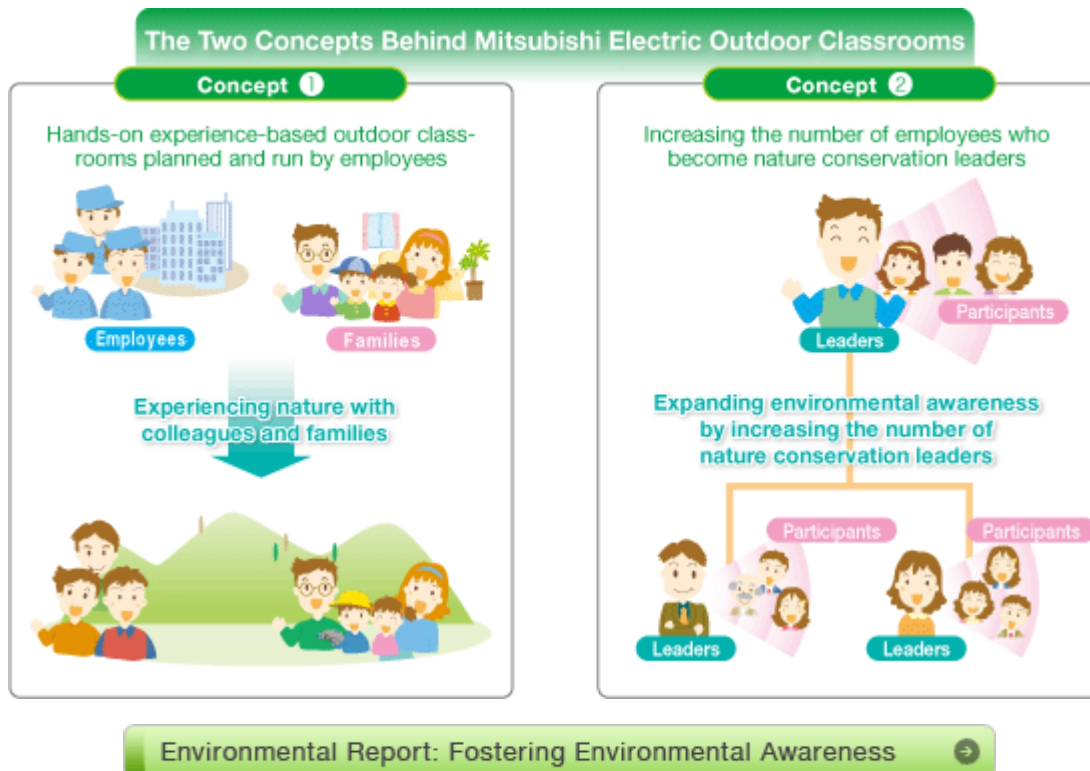 The Two Concepts Behind Mitsubishi Electric Outdoor Classrooms
Concept 1
Hands-on experience-based outdoor class-
rooms planned and run by employees
Employees
Families
Experiencing nature with
colleagues and families
Concept 2
Increasing the number of employees who
become nature conservation leaders
Participants
Leaders
Expanding environmental awareness
by increasing the number of
nature conservation leaders
Participants
Participants
Leaders
Leaders
Environmental Report: Fostering Environmental Awareness